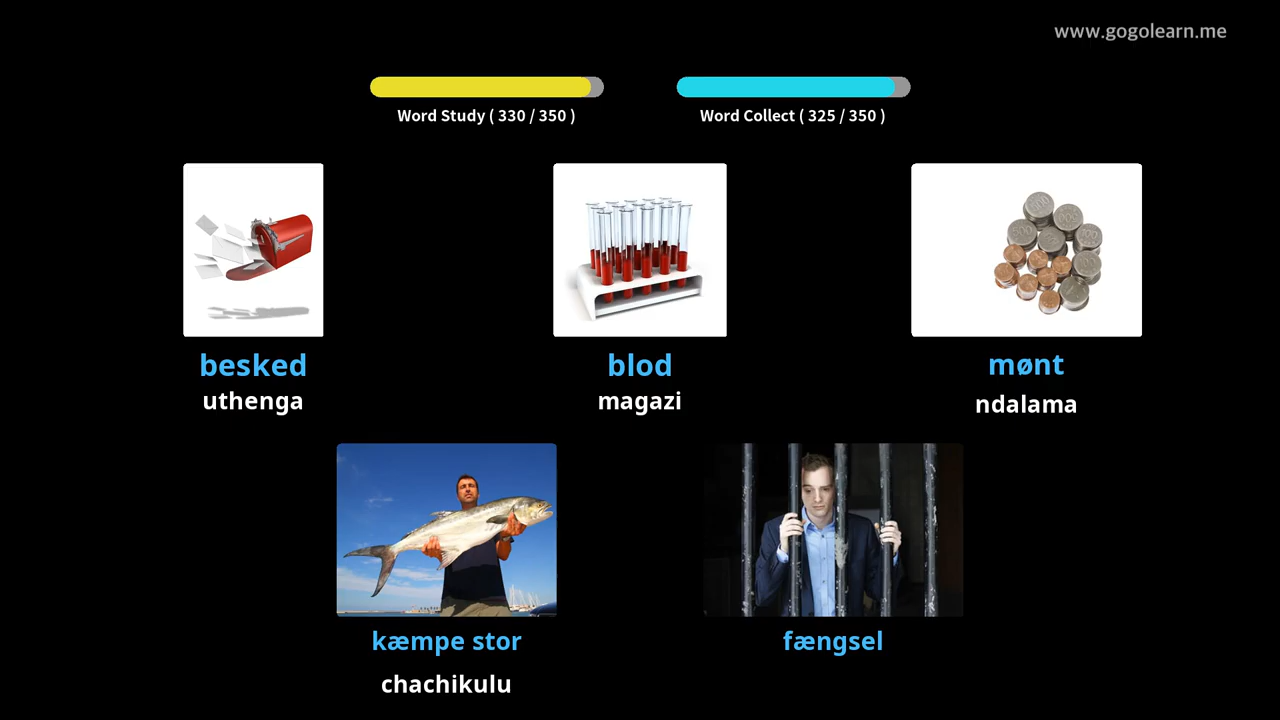 www.gogolearn.me
Word Study ( 330 / 350 )
Word Collect ( 325 / 350 )
besked
uthenga
blod
magazi
mønt
ndalama
kæmpe stor
chachikulu
fængsel